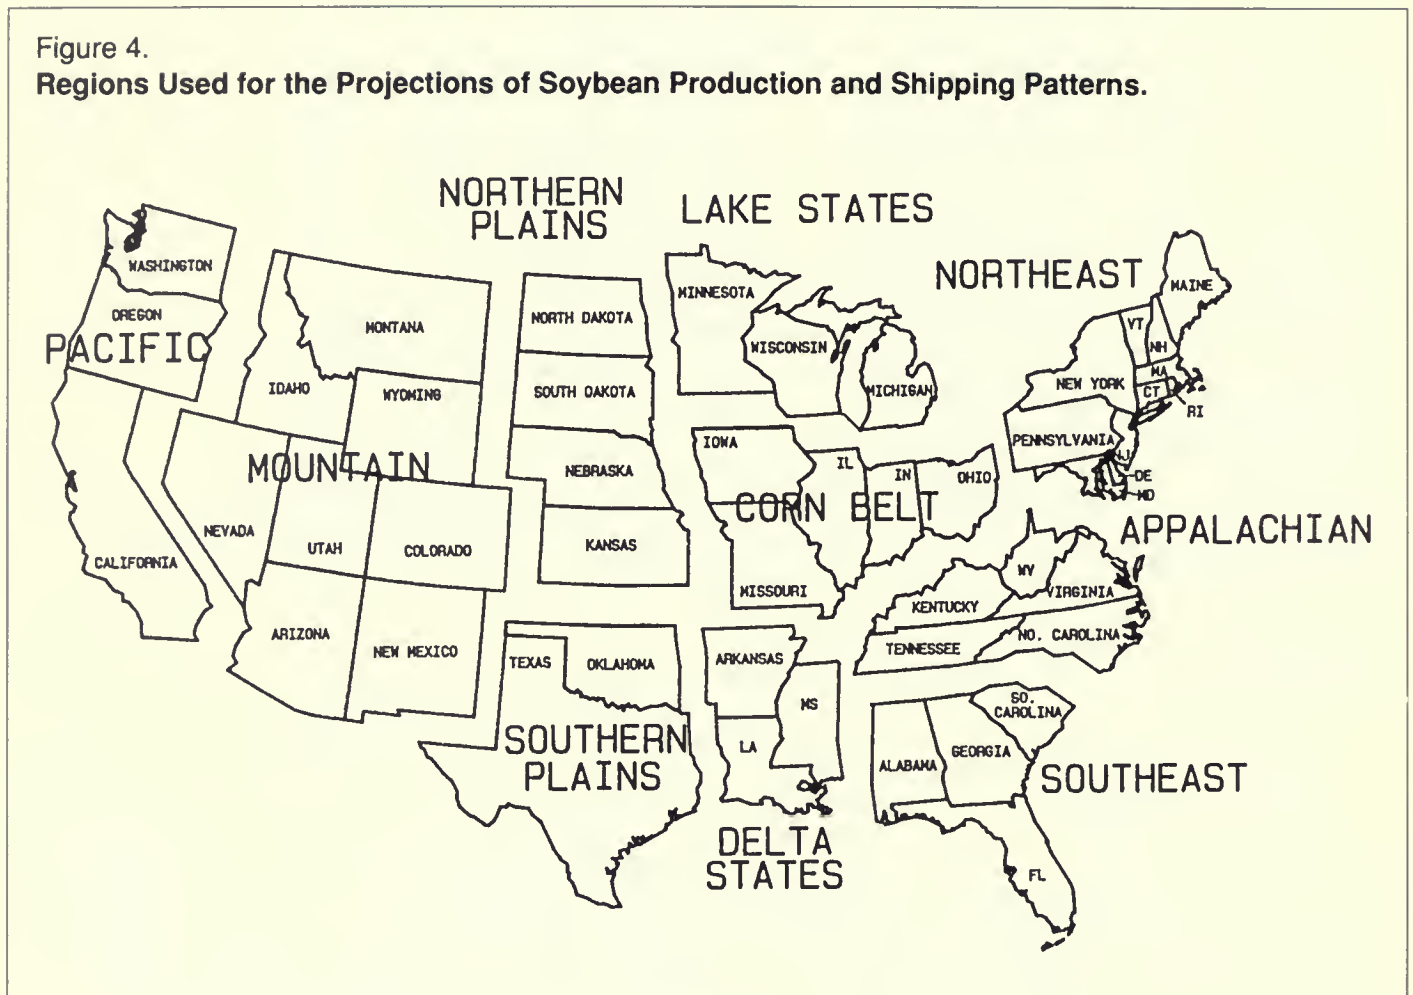 Figure 4.
Regions Used for the Projections of Soybean Production and Shipping Patterns.
NORTHERN
PLAINS
LAKE STATES
NORTHEAST
PACIFIC
MOUNTAIN
CORN BELT
APPALACHIAN
SOUTHERN
PLAINS
DELTA
STATES
SOUTHEAST
WASHINGTON
OREGON
CALIFORNIA
IDAHO
MONTANA
WYOMING
NEVADA
UTAH
COLORADO
ARIZONA
NEW MEXICO
NORTH DAKOTA
SOUTH DAKOTA
NEBRASKA
KANSAS
TEXAS
OKLAHOMA
MINNESOTA
WISCONSIN
MICHIGAN
IOWA
IL
IN
OHIO
MISSOURI
ARKANSAS
MS
LA
KENTUCKY
TENNESSEE
WV
VIRGINIA
NO. CAROLINA
SO.
CAROLINA
GEORGIA
ALABAMA
FL
MAINE
VT
NH
MA
CT
RI
NEW YORK
PENNSYLVANIA
NJ
DE
MD